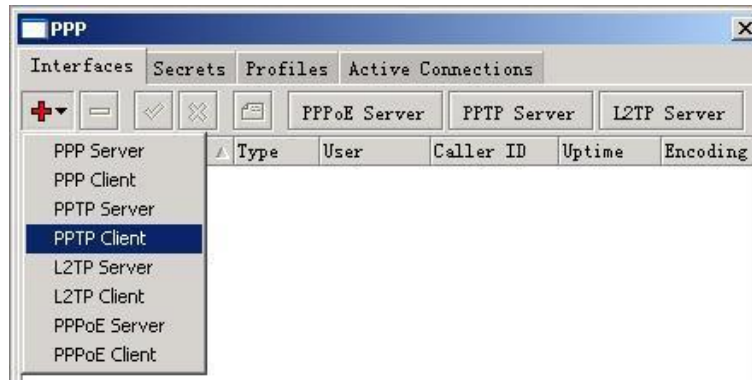 PPP
Interfaces Secrets Profiles Active Connections
PPPoE Server PPTP Server L2TP Server
Type User Caller ID Uptime Encoding
PPP Server
PPP Client
PPTP Server
PPTP Client
L2TP Server
L2TP Client
PPPoE Server
PPPoE Client